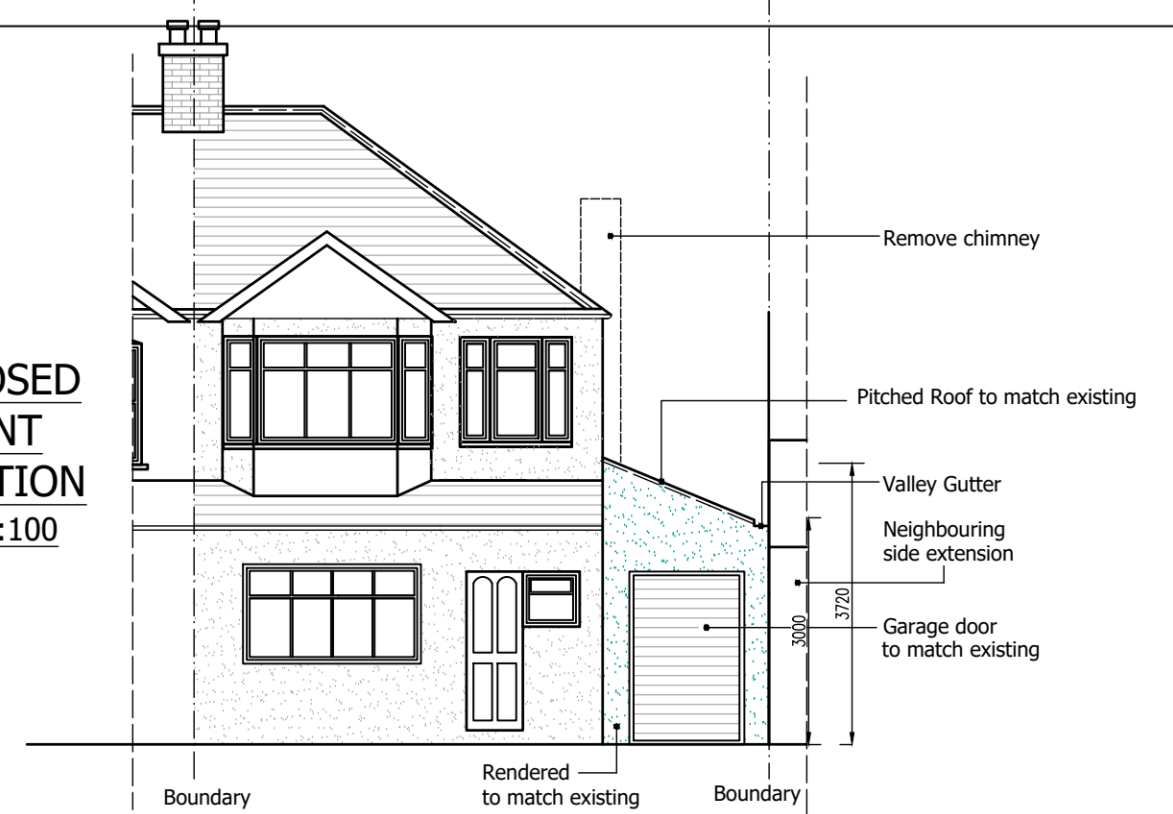 Remove chimney
Pitched Roof to match existing
OSED
NT
TION
:100
Valley Gutter
Neighbouring
side extension
3720
3000
Garage door
to match existing
Rendered
to match existing
Boundary
Boundary